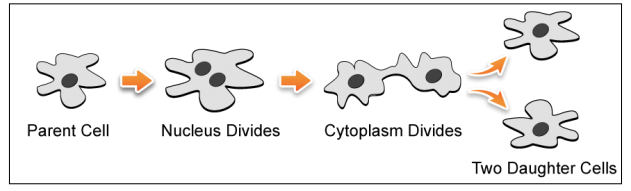 Parent Cell
Nucleus Divides
Cytoplasm Divides
Two Daughter Cells